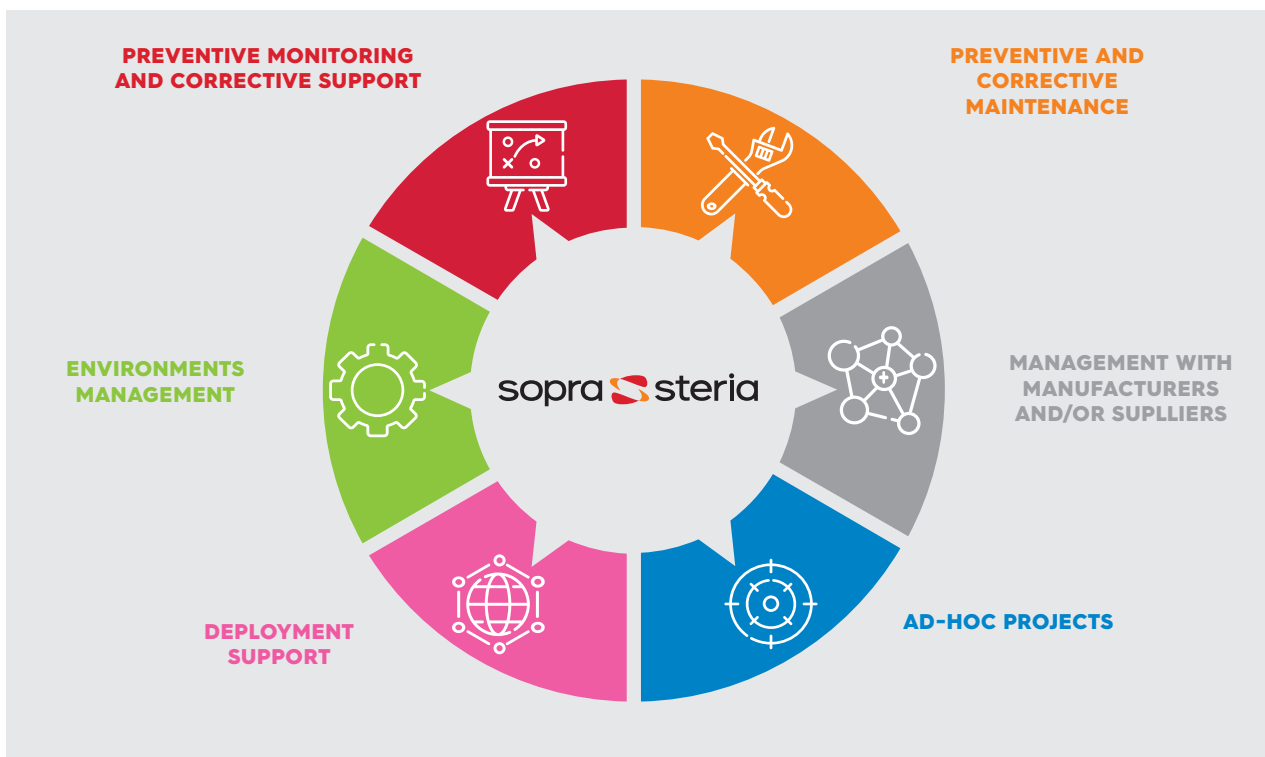 PREVENTIVE MONITORING
AND CORRECTIVE SUPPORT
PREVENTIVE AND
CORRECTIVE
MAINTENANCE
ENVIRONMENTS
MANAGEMENT
sopra steria
MANAGEMENT WITH
MANUFACTURERS
AND/OR SUPLLIERS
DEPLOYMENT
SUPPORT
AD-HOC PROJECTS